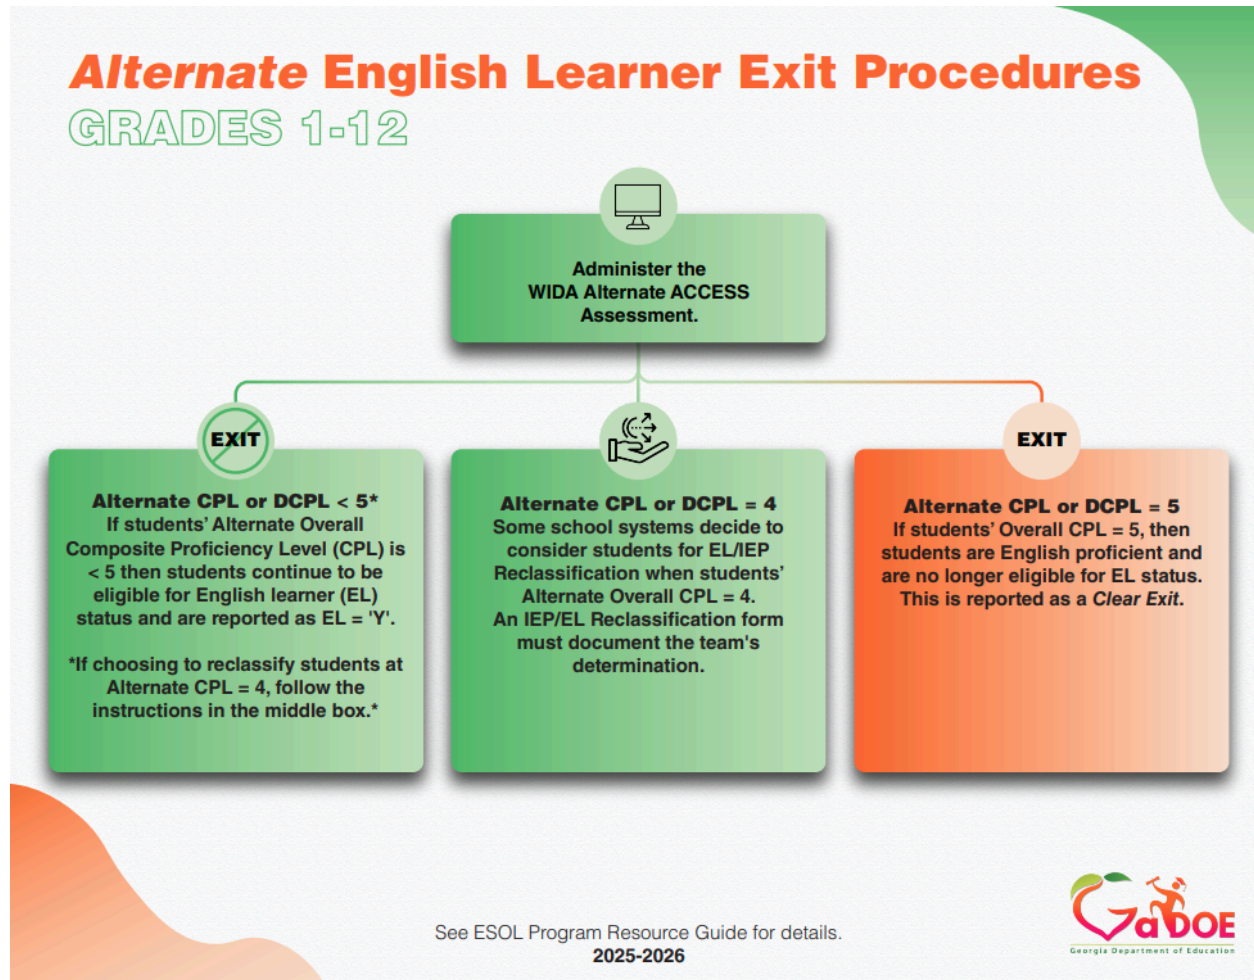 Alternate English Learner Exit Procedures
GRADES 1-12
Administer the
WIDA Alternate ACCESS
Assessment.
EXIT
Alternate CPL or DCPL < 5*
If students' Alternate Overall
Composite Proficiency Level (CPL) is
< 5 then students continue to be
eligible for English learner (EL)
status and are reported as EL = 'Y'.
*If choosing to reclassify students at
Alternate CPL = 4, follow the
instructions in the middle box.*
Alternate CPL or DCPL = 4
Some school systems decide to
consider students for EL/IEP
Reclassification when students'
Alternate Overall CPL = 4.
An IEP/EL Reclassification form
must document the team's
determination.
EXIT
Alternate CPL or DCPL = 5
If students' Overall CPL = 5, then
students are English proficient and
are no longer eligible for EL status.
This is reported as a Clear Exit.
See ESOL Program Resource Guide for details.
2025-2026
GaDOE
Georgia Department of Education